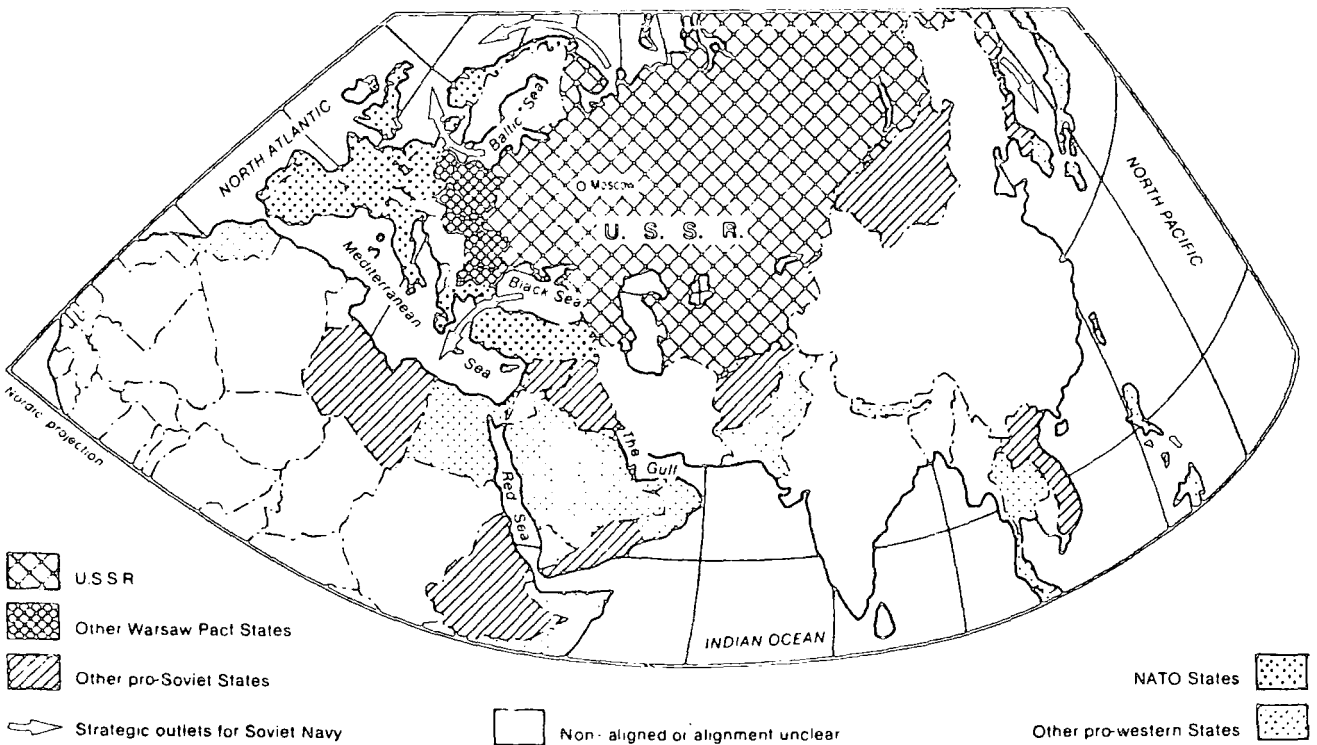 NORTH ATLANTIC
Baltic Sea
Moscow
U. S. S. R.
NORTH PACIFIC
Mediterranean
Sea
Black Sea
Nordic projection
The
Gulf
Red
Sea
INDIAN OCEAN
U.S.S.R
Other Warsaw Pact States
Other pro-Soviet States
Strategic outlets for Soviet Navy
Non-aligned or alignment unclear
NATO States
Other pro-western States